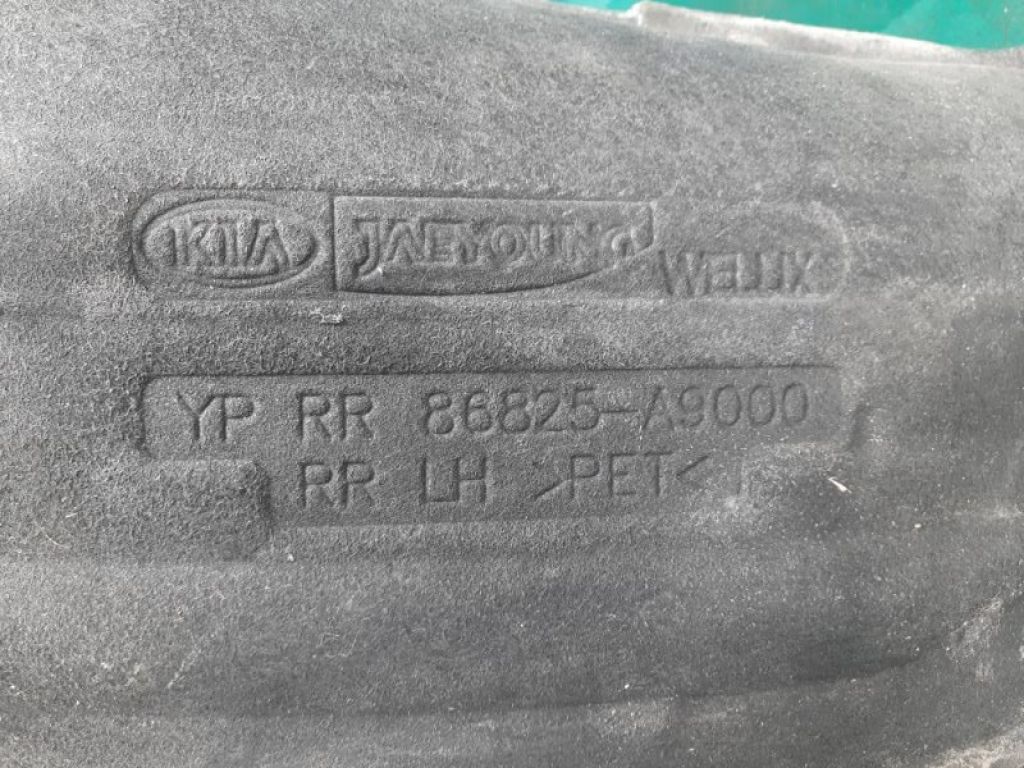 KIA JAEYOUNG WELLIX
YP RR 86825-A9000
RR LH >PET<